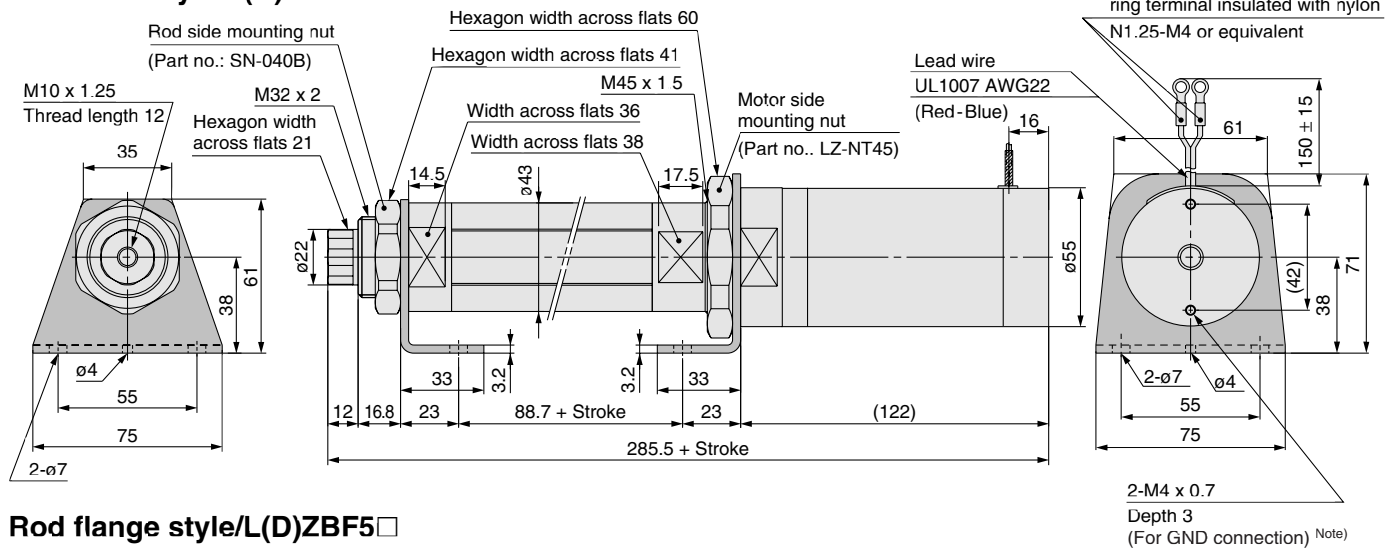 Hexagon width across flats 60
ring terminal insulated with nylon
N1.25-M4 or equivalent
Rod side mounting nut
(Part no.: SN-040B)
Hexagon width across flats 41
M45 x 1.5
Lead wire
UL1007 AWG22
(Red-Blue)
M10 x 1.25
Thread length 12
M32 x 2
Hexagon width
across flats 21
Width across flats 36
Width across flats 38
Motor side
mounting nut
(Part no.. LZ-NT45)
16
61
150 ± 15
35
14.5
ø43
17.5
ø22
ø55
61
38
(42)
71
38
ø4
55
75
2-ø7
33
3.2
3.2
33
12
16.8
23
88.7 + Stroke
23
(122)
285.5 + Stroke
2-ø7
ø4
55
75
2-M4 x 0.7
Depth 3
(For GND connection) Note)
Rod flange style/L(D)ZBF5□